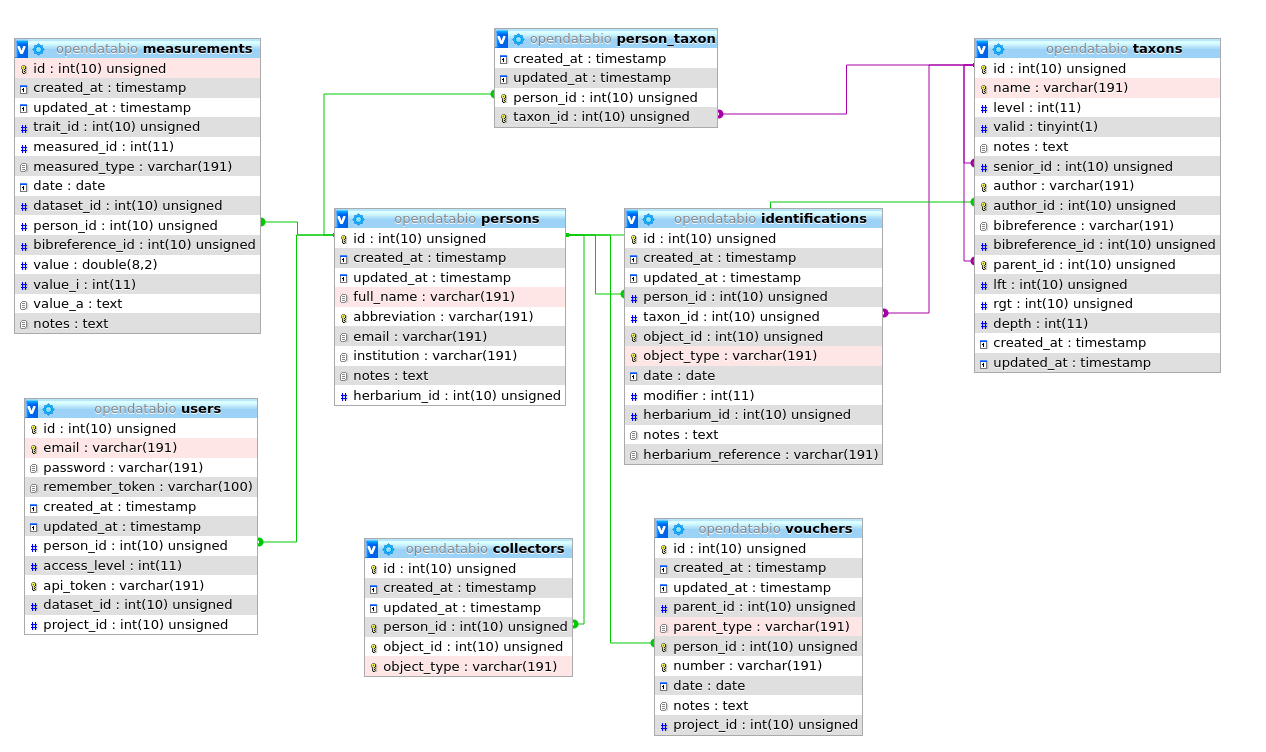 v opendatabio measurements
id : int(10) unsigned
created_at : timestamp
updated_at : timestamp
trait_id : int(10) unsigned
measured_id : int(11)
measured_type : varchar(191)
date : date
dataset_id : int(10) unsigned
person_id : int(10) unsigned
bibreference_id : int(10) unsigned
value : double(8,2)
value_i : int(11)
value_a : text
notes : text
v opendatabio person_taxon
created_at : timestamp
updated_at : timestamp
person_id : int(10) unsigned
taxon_id : int(10) unsigned
v opendatabio taxons
id : int(10) unsigned
name : varchar(191)
level : int(11)
valid : tinyint(1)
notes : text
senior_id : int(10) unsigned
author : varchar(191)
author_id : int(10) unsigned
bibreference : varchar(191)
bibreference_id : int(10) unsigned
parent_id : int(10) unsigned
lft : int(10) unsigned
rgt : int(10) unsigned
depth : int(11)
created_at : timestamp
updated_at : timestamp
v opendatabio persons
id : int(10) unsigned
created_at : timestamp
updated_at : timestamp
full_name : varchar(191)
abbreviation : varchar(191)
email : varchar(191)
institution : varchar(191)
notes : text
herbarium_id : int(10) unsigned
v opendatabio identifications
id : int(10) unsigned
created_at : timestamp
updated_at : timestamp
person_id : int(10) unsigned
taxon_id : int(10) unsigned
object_id : int(10) unsigned
object_type : varchar(191)
date : date
modifier : int(11)
herbarium_id : int(10) unsigned
notes : text
herbarium_reference : varchar(191)
v opendatabio users
id : int(10) unsigned
email : varchar(191)
password : varchar(191)
remember_token : varchar(100)
created_at : timestamp
updated_at : timestamp
person_id : int(10) unsigned
access_level : int(11)
api_token : varchar(191)
dataset_id : int(10) unsigned
project_id : int(10) unsigned
v opendatabio collectors
id : int(10) unsigned
created_at : timestamp
updated_at : timestamp
person_id : int(10) unsigned
object_id : int(10) unsigned
object_type : varchar(191)
v opendatabio vouchers
id : int(10) unsigned
created_at : timestamp
updated_at : timestamp
parent_id : int(10) unsigned
parent_type : varchar(191)
person_id : int(10) unsigned
number : varchar(191)
date : date
notes : text
project_id : int(10) unsigned